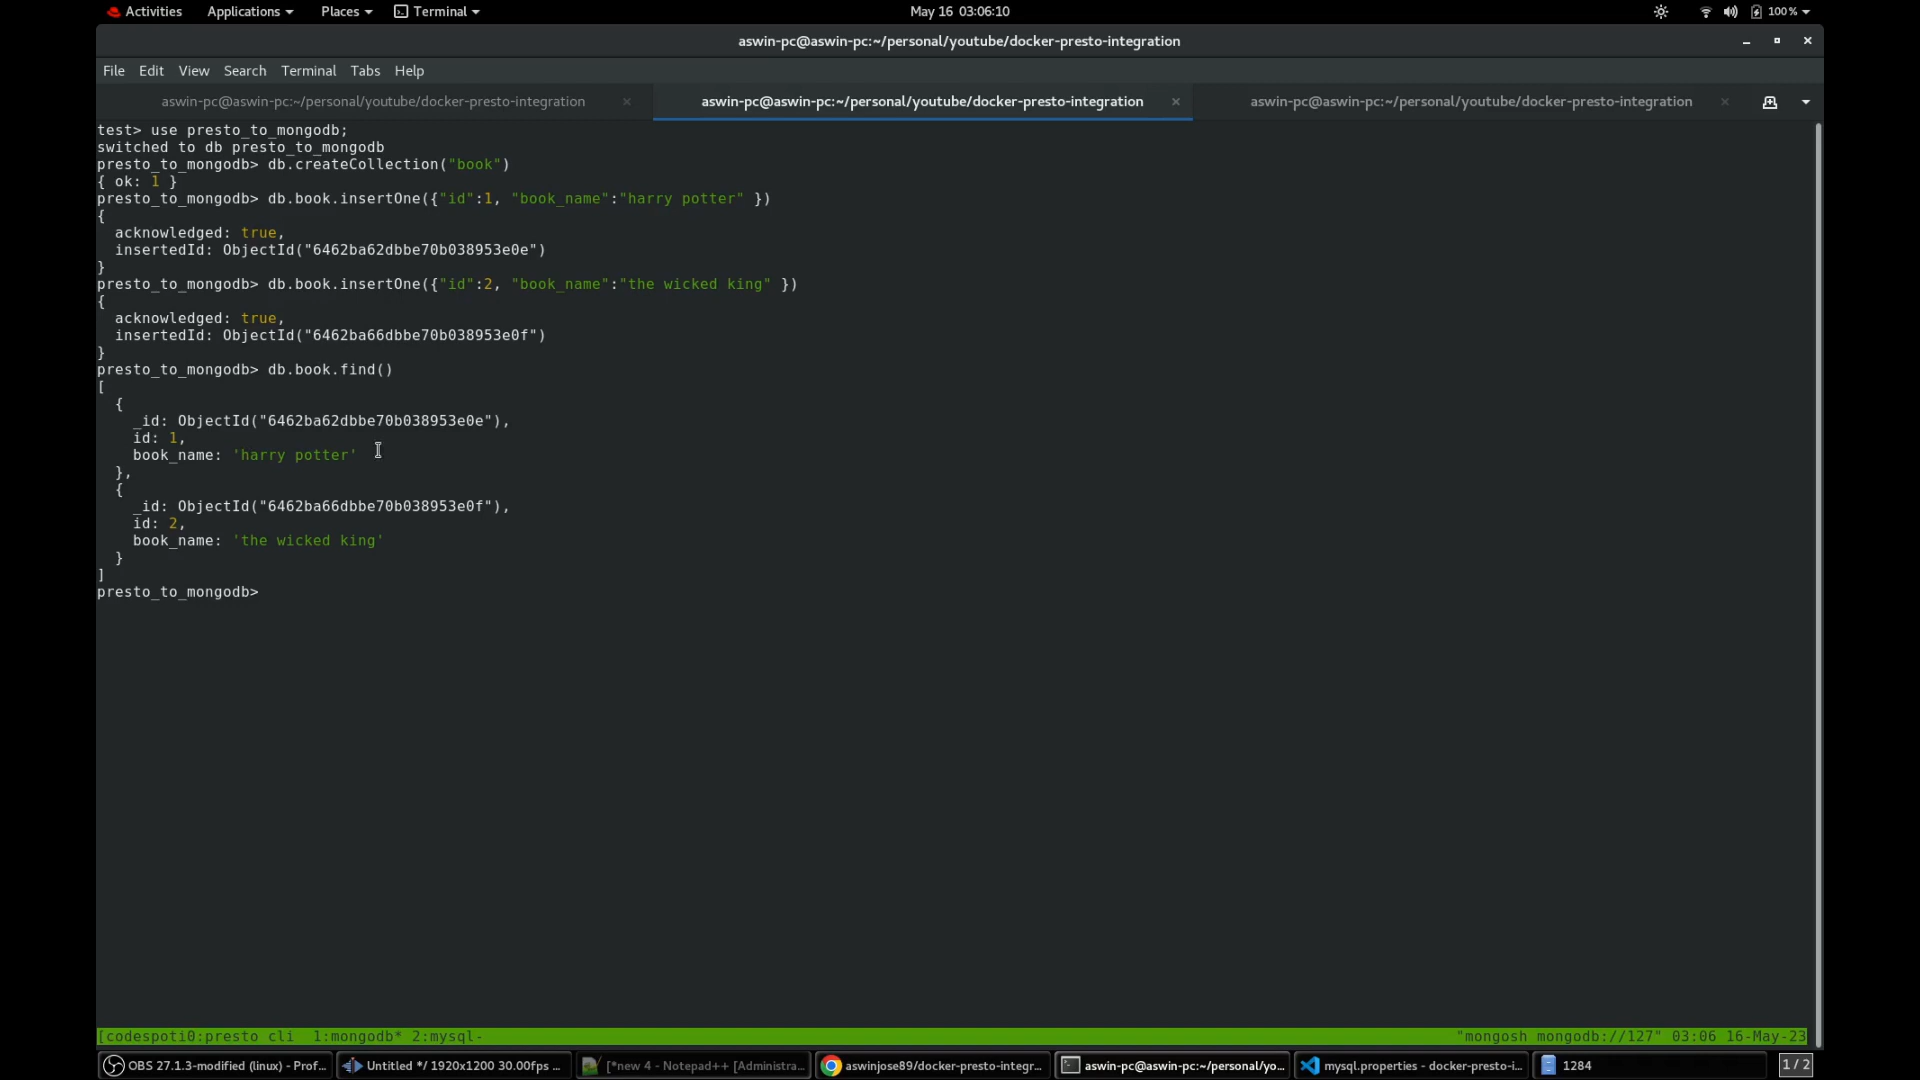 Activities Applications Places Terminal May 16 03:06:10 100%
aswin-pc@aswin-pc:~/personal/youtube/docker-presto-integration
File Edit View Search Terminal Tabs Help
aswin-pc@aswin-pc:~/personal/youtube/docker-presto-integration × aswin-pc@aswin-pc:~/personal/youtube/docker-presto-integration × aswin-pc@aswin-pc:~/personal/youtube/docker-presto-integration ×
test> use presto_to_mongodb;
switched to db presto_to_mongodb
presto_to_mongodb> db.createCollection("book")
{ ok: 1 }
presto_to_mongodb> db.book.insertOne({"id":1, "book_name":"harry potter" })
{
  acknowledged: true,
  insertedId: ObjectId("6462ba62dbbe70b038953e0e")
}
presto_to_mongodb> db.book.insertOne({"id":2, "book_name":"the wicked king" })
{
  acknowledged: true,
  insertedId: ObjectId("6462ba66dbbe70b038953e0f")
}
presto_to_mongodb> db.book.find()
[
  {
    _id: ObjectId("6462ba62dbbe70b038953e0e"),
    id: 1,
    book_name: 'harry potter'
  },
  {
    _id: ObjectId("6462ba66dbbe70b038953e0f"),
    id: 2,
    book_name: 'the wicked king'
  }
]
presto_to_mongodb>
[codespoti0:presto cli  1:mongodb* 2:mysql- "mongosh mongodb://127" 03:06 16-May-23
OBS 27.1.3-modified (linux) - Prof... Untitled */ 1920x1200 30.00fps ... [*new 4 - Notepad++ [Administra... aswinjose89/docker-presto-integr... aswin-pc@aswin-pc:~/personal/yo... mysql.properties - docker-presto-i... 1284 1 / 2